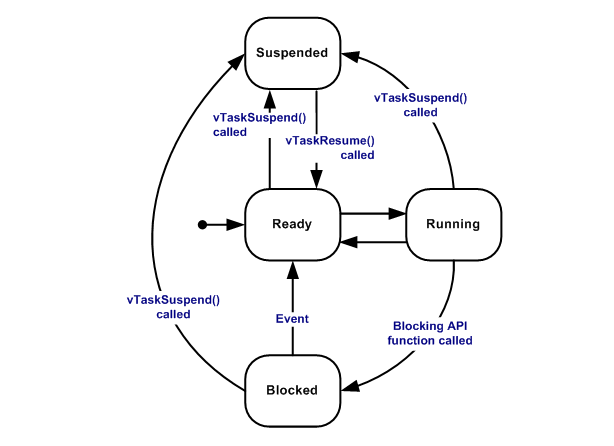 Suspended
vTaskSuspend()
called
vTaskSuspend()
called
vTaskResume()
called
Ready
Running
vTaskSuspend()
called
Event
Blocking API
function called
Blocked